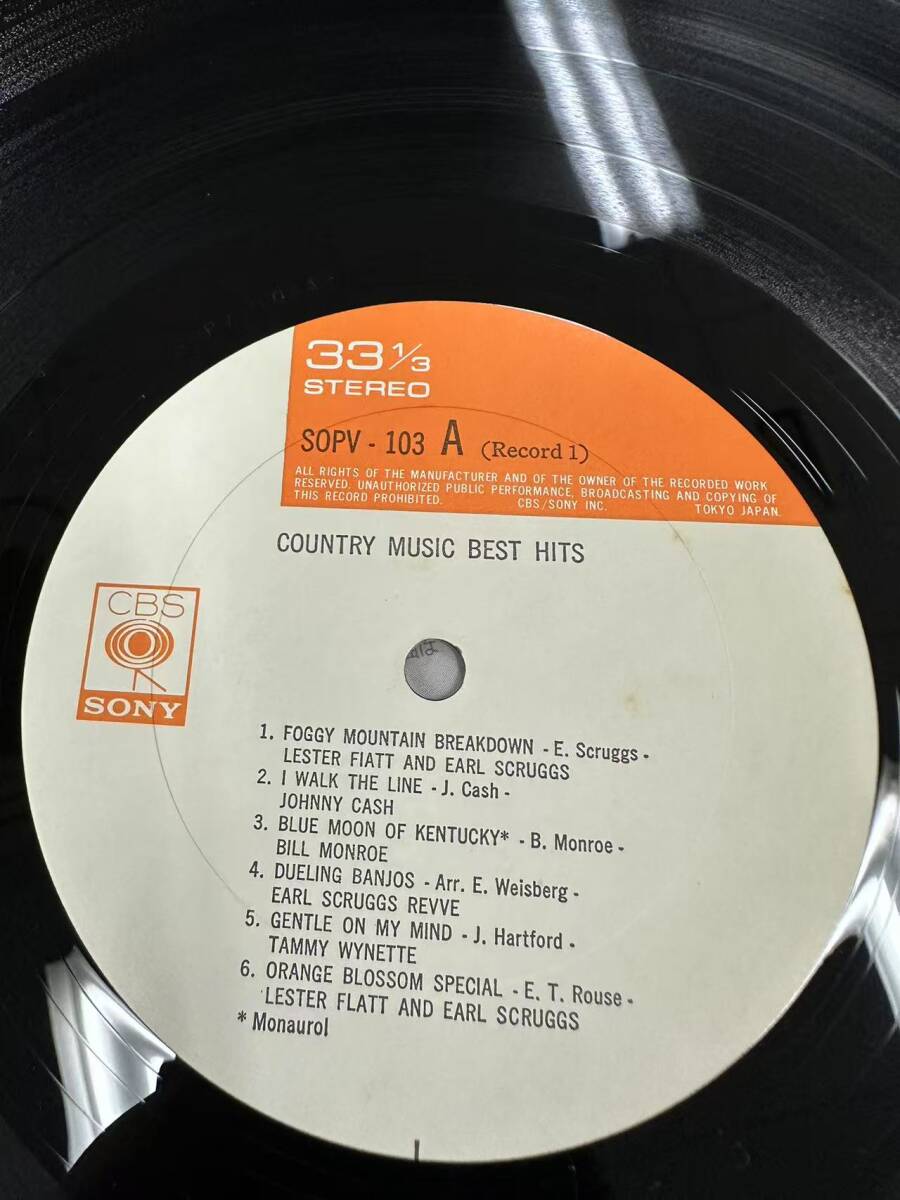 33 1/3
STEREO
SOPV - 103 A (Record 1)
ALL RIGHTS OF THE MANUFACTURER AND OF THE OWNER OF THE RECORDED WORK
RESERVED. UNAUTHORIZED PUBLIC PERFORMANCE, BROADCASTING AND COPYING OF
THIS RECORD PROHIBITED. CBS/SONY INC. TOKYO JAPAN.
COUNTRY MUSIC BEST HITS
CBS
SONY
1. FOGGY MOUNTAIN BREAKDOWN - E. Scruggs -
LESTER FIATT AND EARL SCRUGGS
2. I WALK THE LINE - J. Cash -
JOHNNY CASH
3. BLUE MOON OF KENTUCKY* - B. Monroe -
BILL MONROE
4. DUELING BANJOS - Arr. E. Weisberg -
EARL SCRUGGS REVVE
5. GENTLE ON MY MIND - J. Hartford -
TAMMY WYNETTE
6. ORANGE BLOSSOM SPECIAL - E. T. Rouse -
LESTER FLATT AND EARL SCRUGGS
* Monaurol